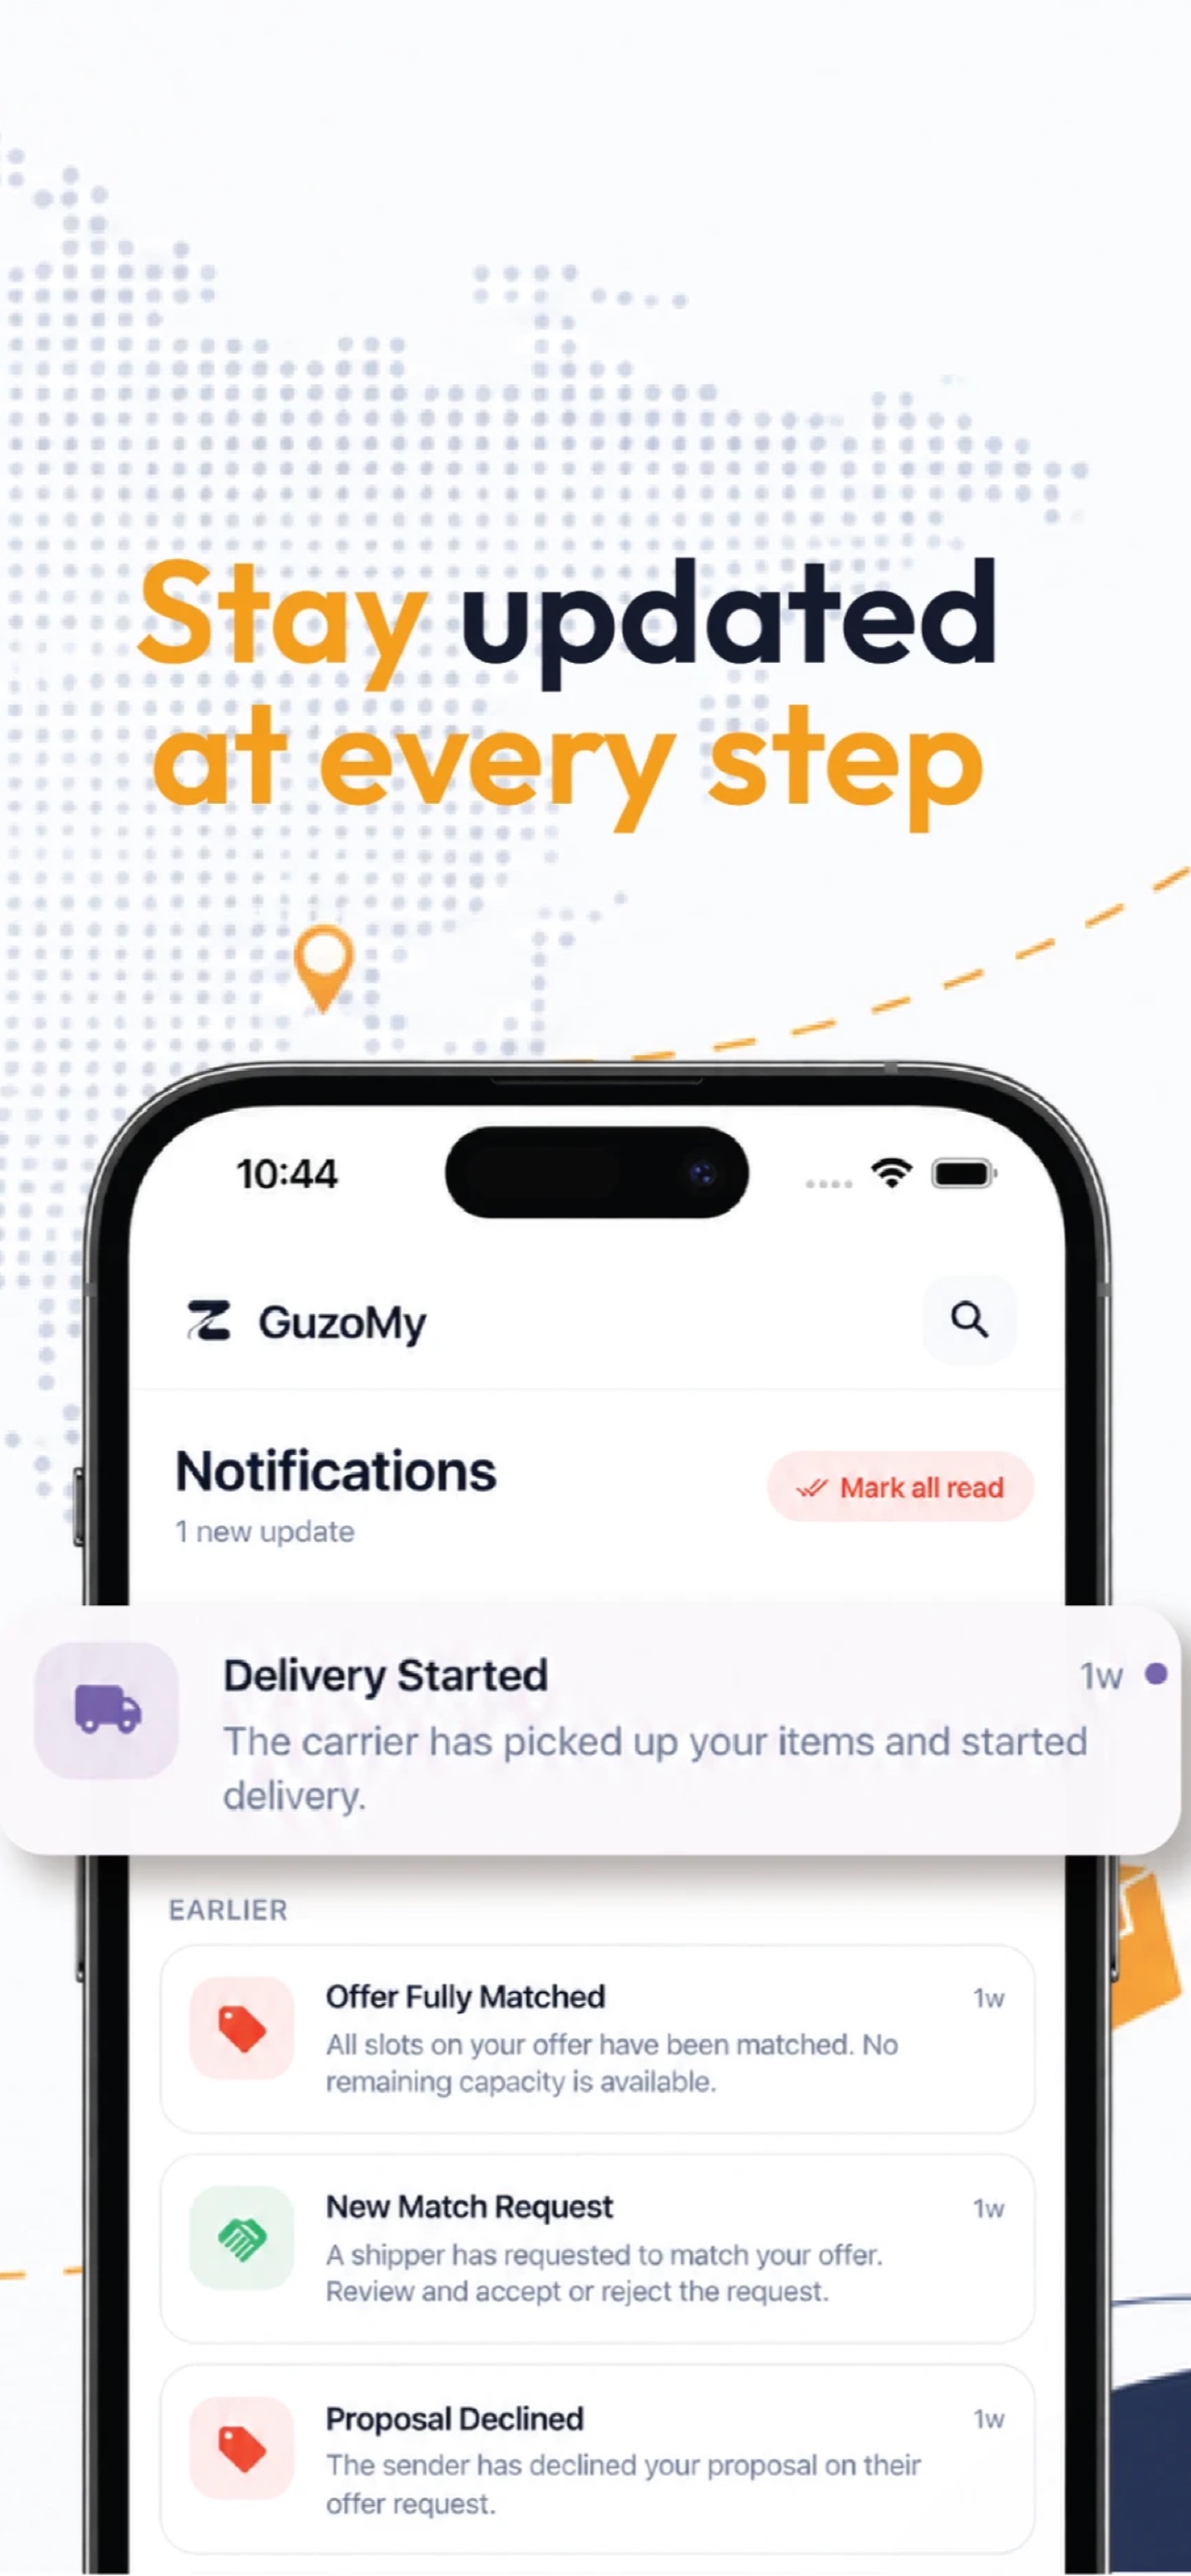 Stay updated
at every step
10:44
GuzoMy
Notifications
Mark all read
1 new update
Delivery Started
1w
The carrier has picked up your items and started
delivery.
EARLIER
Offer Fully Matched
1w
All slots on your offer have been matched. No
remaining capacity is available.
New Match Request
1w
A shipper has requested to match your offer.
Review and accept or reject the request.
Proposal Declined
1w
The sender has declined your proposal on their
offer request.